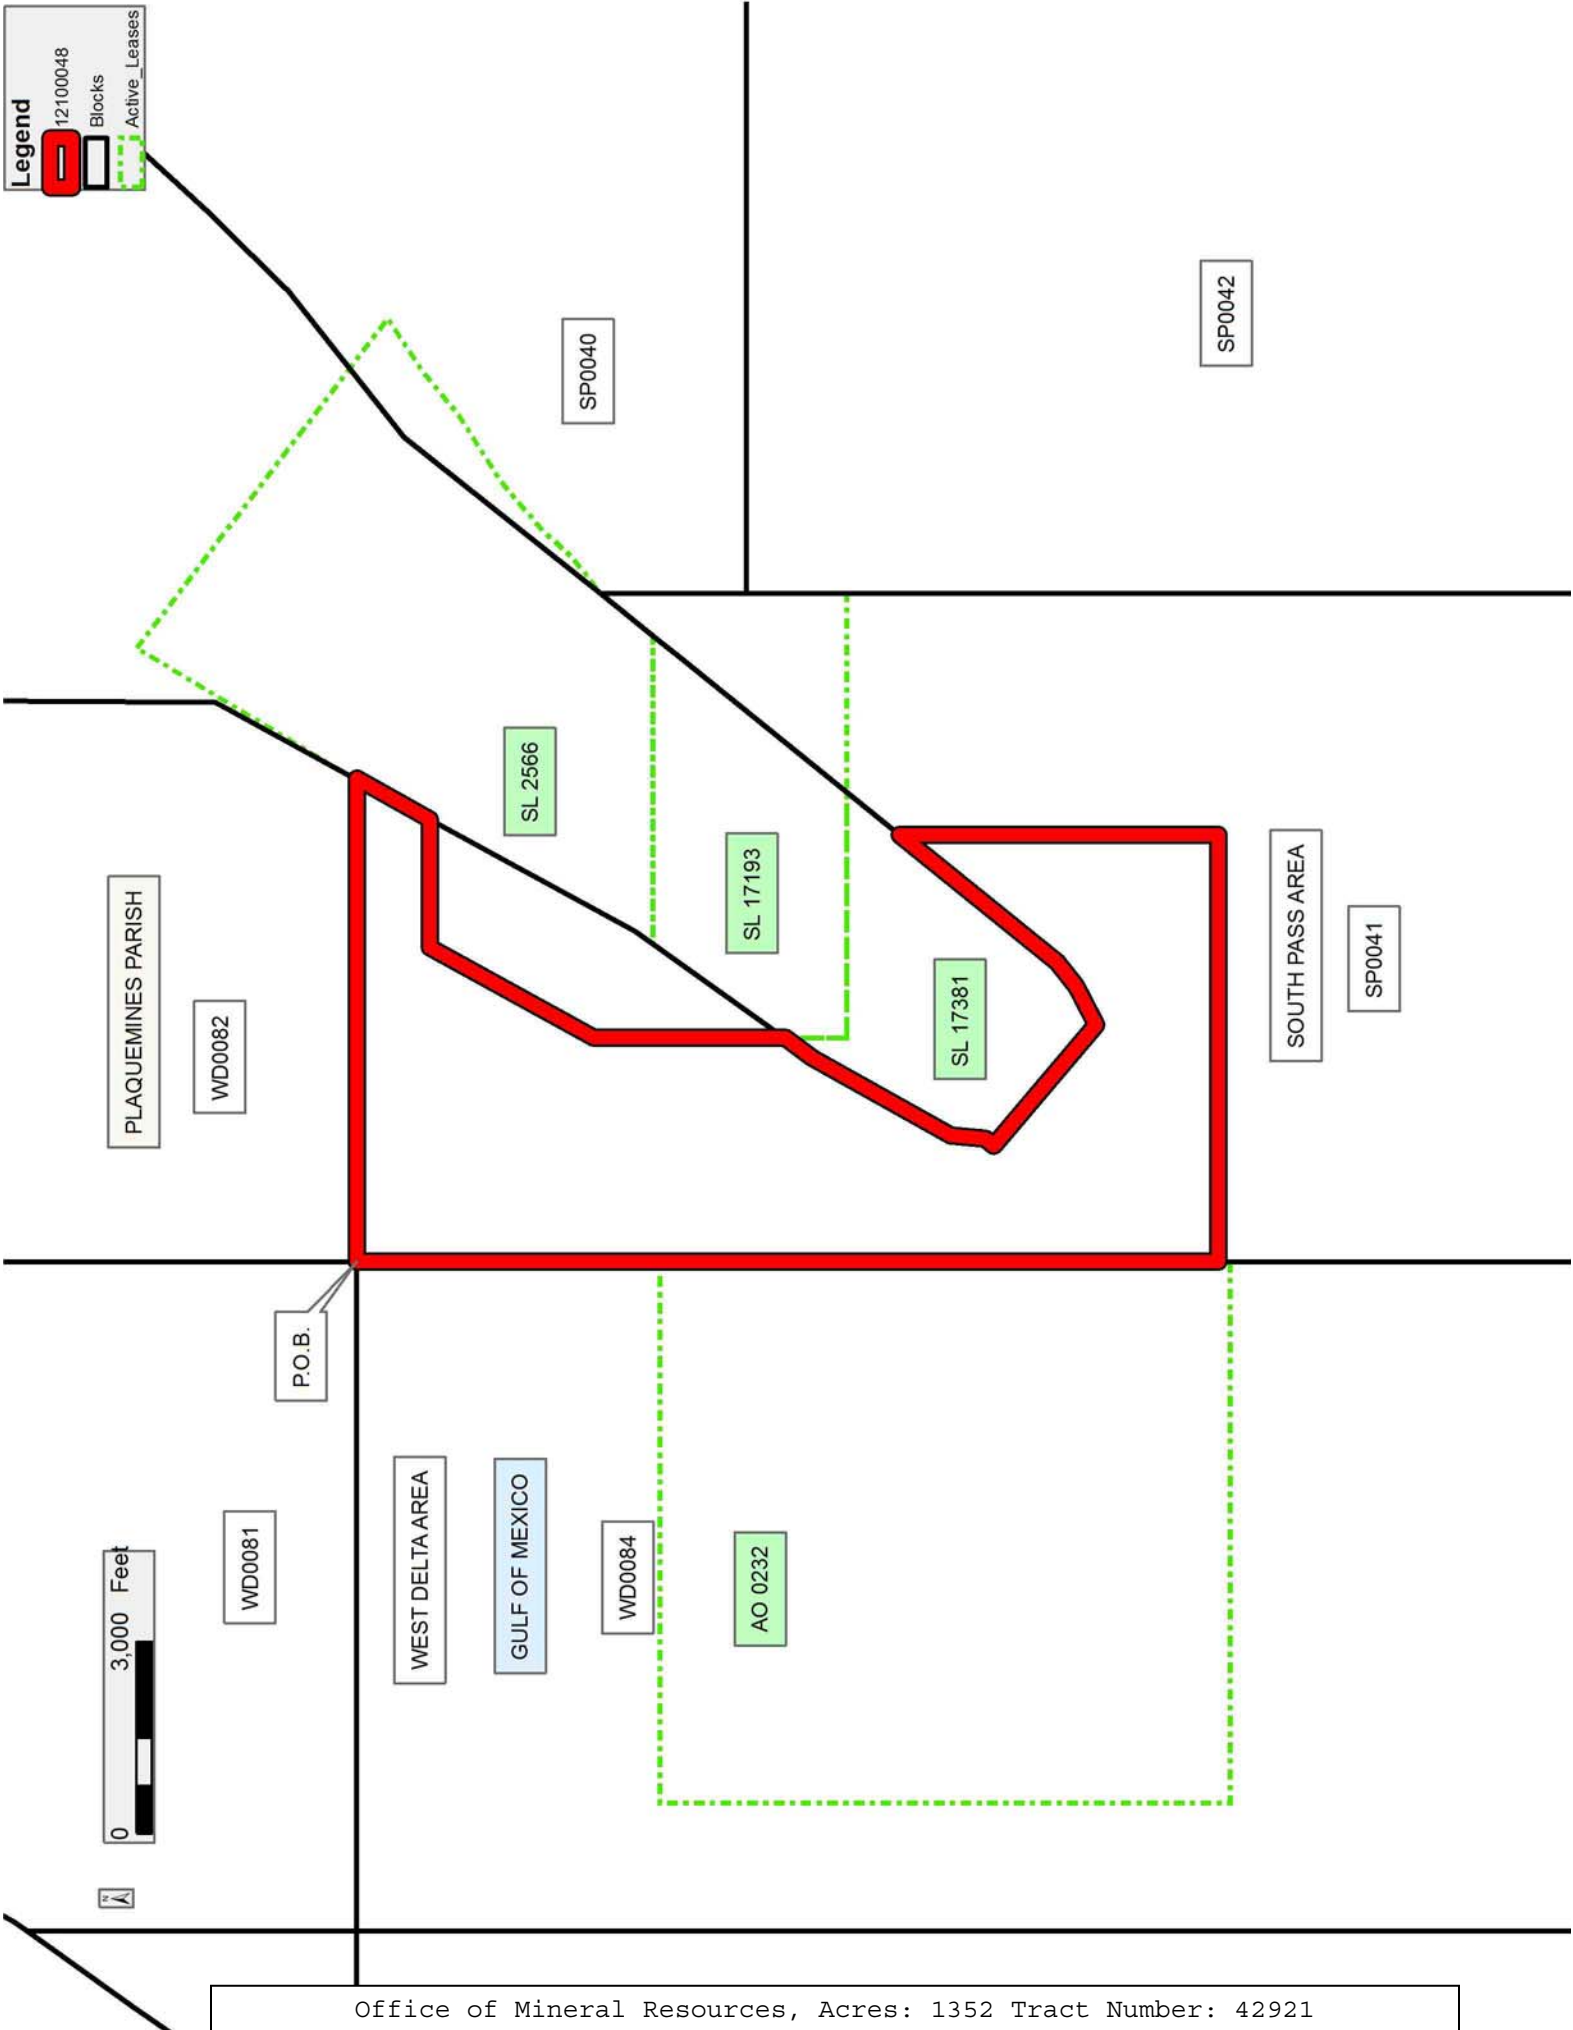 Legend
12100048
Blocks
Active_Leases
0 3,000 Feet
N
PLAQUEMINES PARISH
WD0082
WD0081
P.O.B.
WEST DELTA AREA
GULF OF MEXICO
WD0084
AO 0232
SL 2566
SP0040
SL 17193
SL 17381
SP0042
SOUTH PASS AREA
SP0041
Office of Mineral Resources, Acres: 1352 Tract Number: 42921